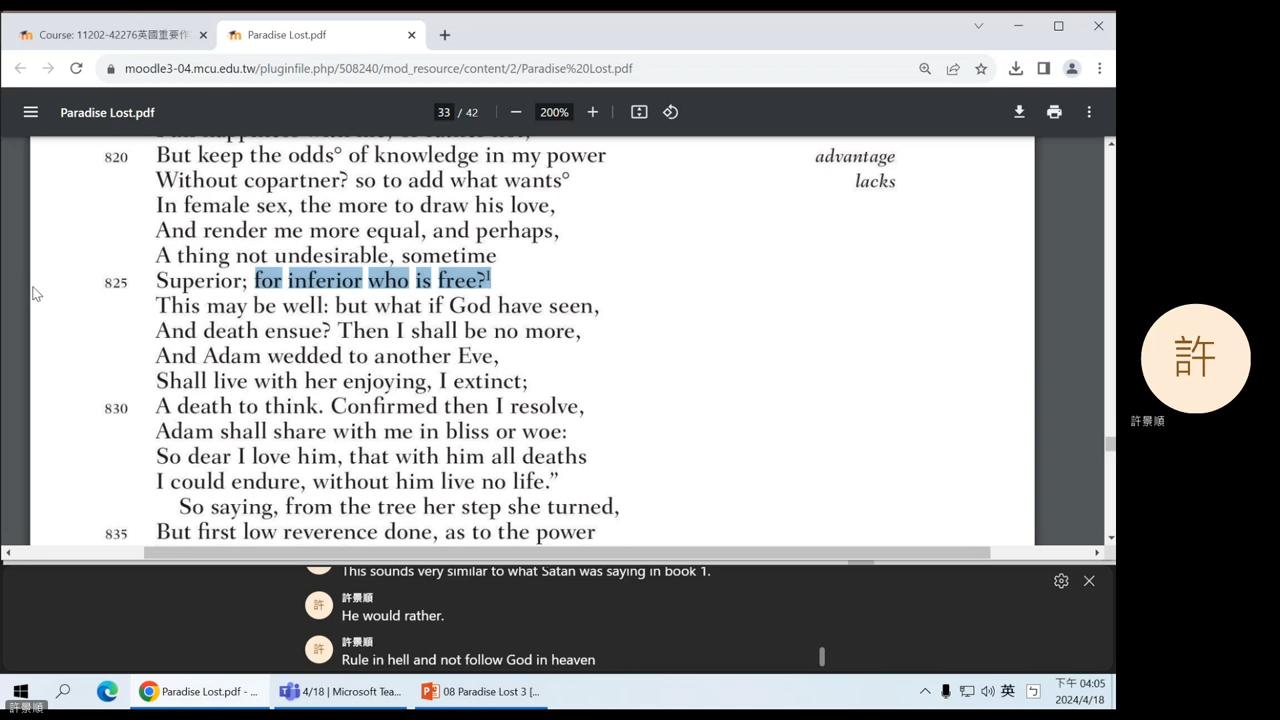 Course: 11202-42276英國重要作
Paradise Lost.pdf
moodle3-04.mcu.edu.tw/pluginfile.php/508240/mod_resource/content/2/Paradise%20Lost.pdf
Paradise Lost.pdf
33 / 42
200%
820 But keep the odds° of knowledge in my power advantage
Without copartner? so to add what wants° lacks
In female sex, the more to draw his love,
And render me more equal, and perhaps,
A thing not undesirable, sometime
825 Superior; for inferior who is free?¹
This may be well: but what if God have seen,
And death ensue? Then I shall be no more,
And Adam wedded to another Eve,
Shall live with her enjoying, I extinct;
830 A death to think. Confirmed then I resolve,
Adam shall share with me in bliss or woe:
So dear I love him, that with him all deaths
I could endure, without him live no life.”
So saying, from the tree her step she turned,
835 But first low reverence done, as to the power
This sounds very similar to what Satan was saying in book 1.
許 許景順
He would rather.
許 許景順
Rule in hell and not follow God in heaven
許
許景順
Paradise Lost.pdf - ...
4/18 | Microsoft Tea...
08 Paradise Lost 3 [...
英
下午 04:05
2024/4/18
許景順